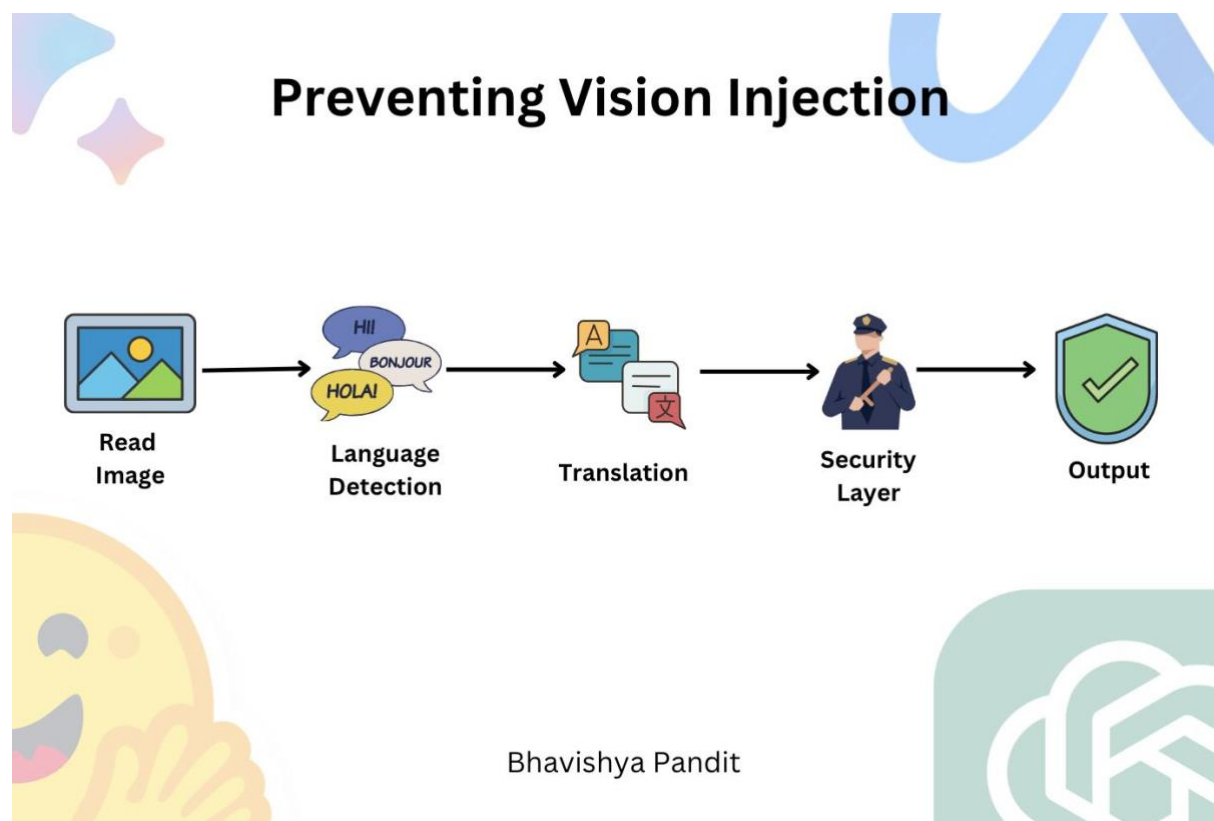 Preventing Vision Injection
HI!
BONJOUR
HOLA!
A
文
Read
Image
Language
Detection
Translation
Security
Layer
Output
Bhavishya Pandit